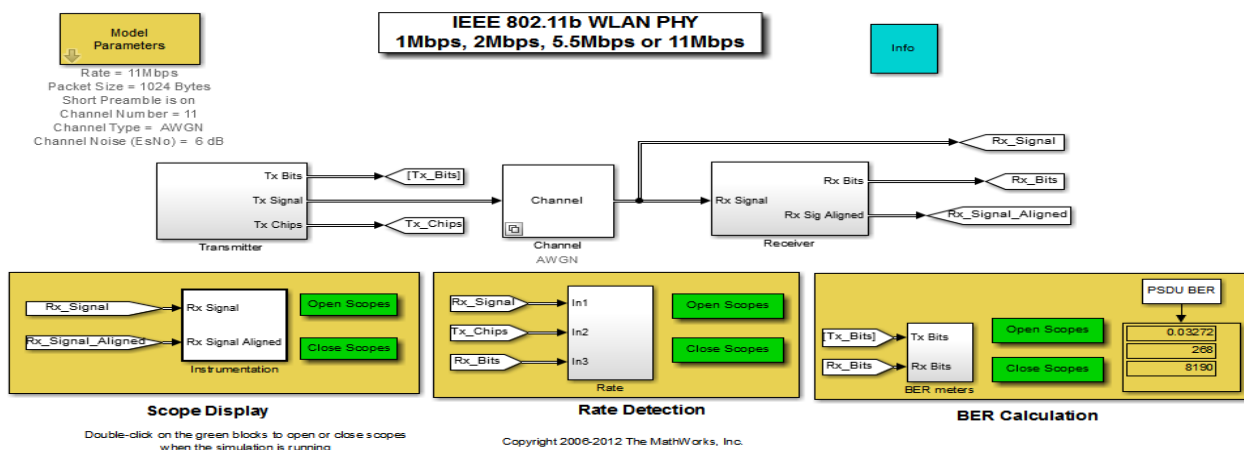 Model
Parameters
Rate = 11Mbps
Packet Size = 1024 Bytes
Short Preamble is on
Channel Number = 11
Channel Type = AWGN
Channel Noise (EsNo) = 6 dB
IEEE 802.11b WLAN PHY
1Mbps, 2Mbps, 5.5Mbps or 11Mbps
Info
Tx Bits
Tx Signal
Tx Chips
Transmitter
[Tx_Bits]
Tx_Chips
Channel
Channel
AWGN
Rx Signal
Rx Bits
Rx Sig Aligned
Receiver
Rx_Signal
Rx_Bits
Rx_Signal_Aligned
Rx_Signal
Rx_Signal_Aligned
Rx Signal
Rx Signal Aligned
Instrumentation
Open Scopes
Close Scopes
Scope Display
Double-click on the green blocks to open or close scopes
when the simulation is running
Rx_Signal
Tx_Chips
Rx_Bits
In1
In2
In3
Rate
Open Scopes
Close Scopes
Rate Detection
Copyright 2006-2012 The MathWorks, Inc.
[Tx_Bits]
Rx_Bits
Tx Bits
Rx Bits
BER meters
Open Scopes
Close Scopes
PSDU BER
0.03272
268
8190
BER Calculation